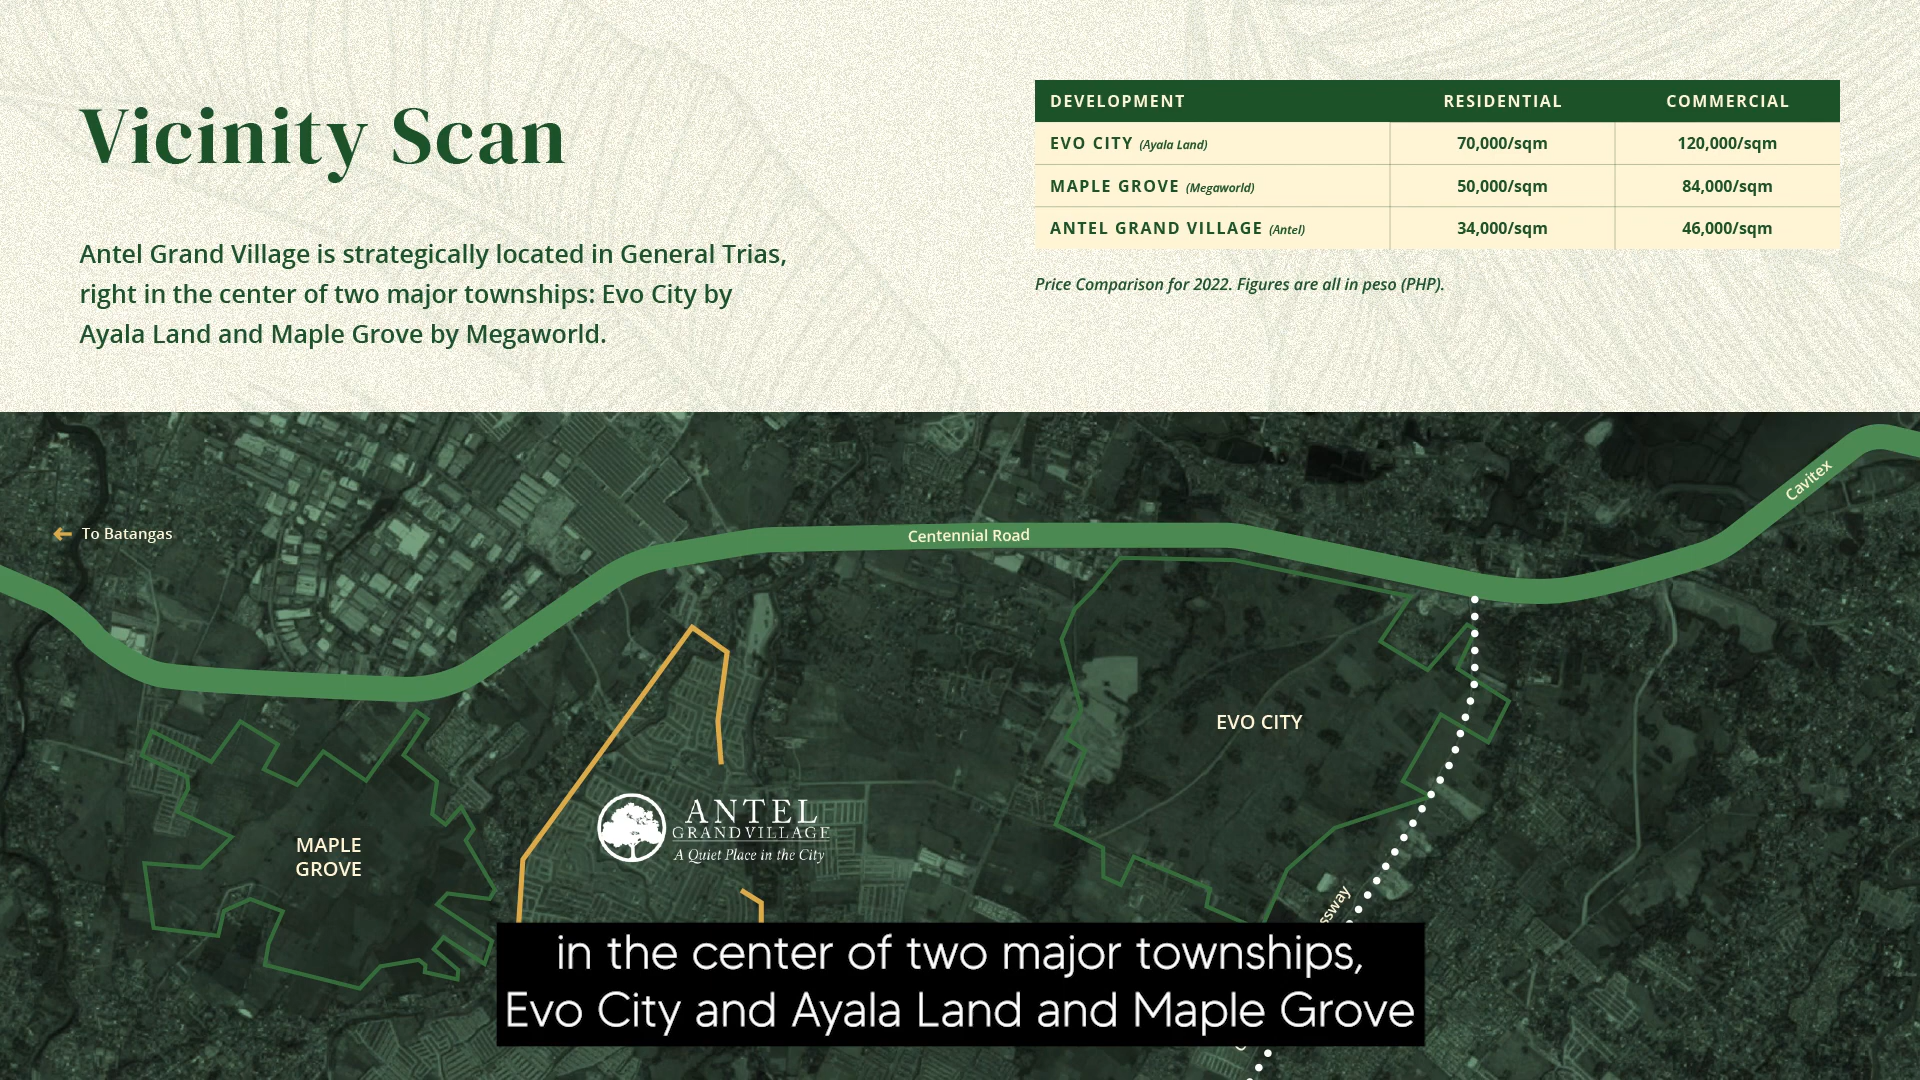 Vicinity Scan
Antel Grand Village is strategically located in General Trias,
right in the center of two major townships: Evo City by
Ayala Land and Maple Grove by Megaworld.
DEVELOPMENT RESIDENTIAL COMMERCIAL
EVO CITY (Ayala Land) 70,000/sqm 120,000/sqm
MAPLE GROVE (Megaworld) 50,000/sqm 84,000/sqm
ANTEL GRAND VILLAGE (Antel) 34,000/sqm 46,000/sqm
Price Comparison for 2022. Figures are all in peso (PHP).
Cavitex
To Batangas
Centennial Road
EVO CITY
ANTEL
GRAND VILLAGE
A Quiet Place in the City
MAPLE
GROVE
in the center of two major townships,
Evo City and Ayala Land and Maple Grove